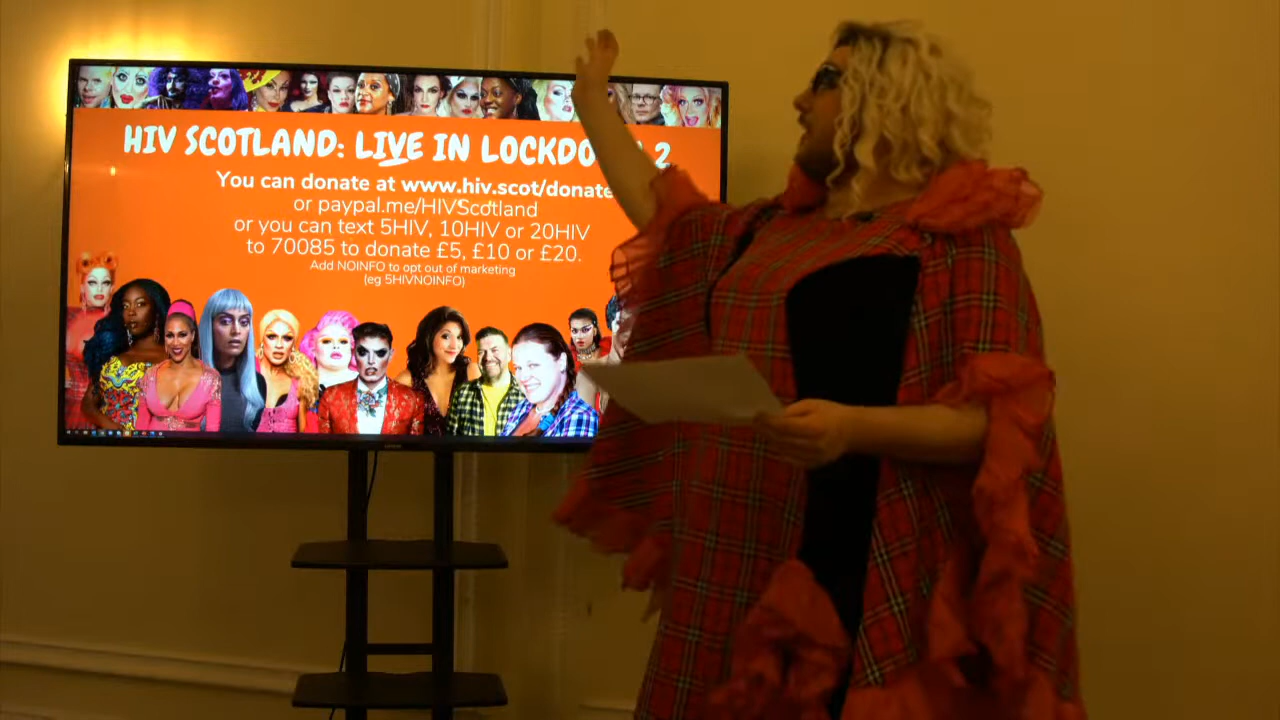 HIV SCOTLAND: LIVE IN LOCKDO 2
You can donate at www.hiv.scot/donate
or paypal.me/HIVScotland
or you can text 5HIV, 10HIV or 20HIV
to 70085 to donate £5, £10 or £20.
Add NOINFO to opt out of marketing
(eg 5HIVNOINFO)